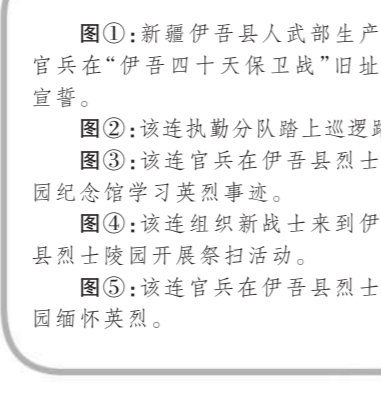 图①：新疆伊吾县人武部生产
官兵在“伊吾四十天保卫战”旧址
宣誓。
图②：该连执勤分队踏上巡逻
图③：该连官兵在伊吾县烈士
园纪念馆学习英烈事迹。
图④：该连组织新战士来到伊
县烈士陵园开展祭扫活动。
图⑤：该连官兵在伊吾县烈士
园缅怀英烈。